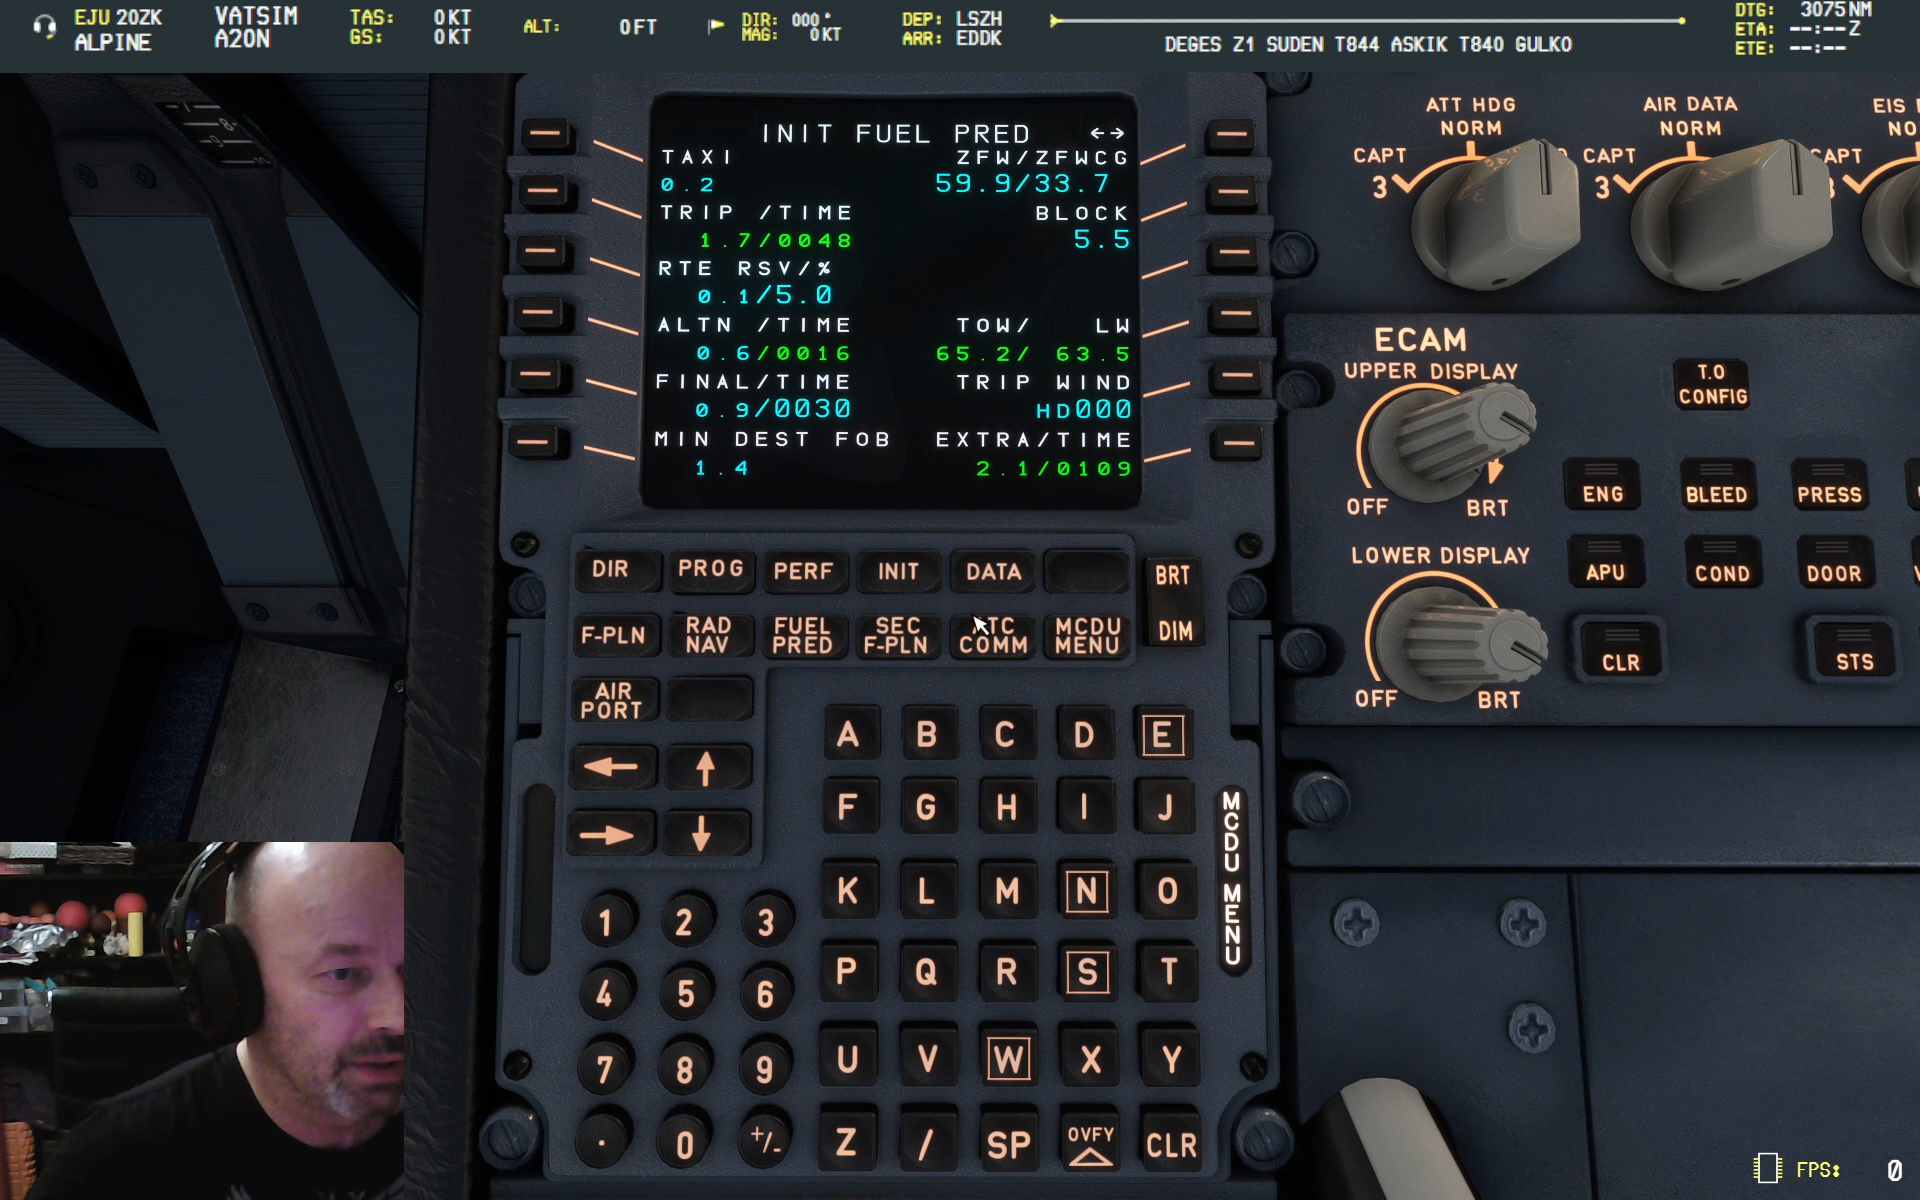 EJU 20ZK
ALPINE
VATSIM
A20N
TAS: 0KT
GS: 0KT
ALT: 0FT
DIR: 000°
MAG: 0KT
DEP: LSZH
ARR: EDDK
DEGES Z1 SUDEN T844 ASKIK T840 GULKO
DTG: 3075NM
ETA: --:--Z
ETE: --:--
INIT FUEL PRED ←→
TAXI ZFW/ZFWCG
0.2 59.9/33.7
TRIP /TIME BLOCK
1.7/0048 5.5
RTE RSV/%
0.1/5.0
ALTN /TIME TOW/ LW
0.6/0016 65.2/ 63.5
FINAL/TIME TRIP WIND
0.9/0030 HD000
MIN DEST FOB EXTRA/TIME
1.4 2.1/0109
DIR PROG PERF INIT DATA
BRT
DIM
F-PLN RAD NAV FUEL PRED SEC F-PLN ATC COMM MCDU MENU
AIR PORT
← ↑
→ ↓
A B C D E
F G H I J
K L M N O
P Q R S T
U V W X Y
Z / SP OVFY CLR
1 2 3
4 5 6
7 8 9
. 0 +/-
MCDU MENU
ATT HDG
NORM
CAPT
3
AIR DATA
NORM
CAPT
3
EIS
NO
CAPT
3
ECAM
UPPER DISPLAY
OFF BRT
T.O
CONFIG
LOWER DISPLAY
OFF BRT
ENG BLEED PRESS
APU COND DOOR
CLR STS
FPS: 0